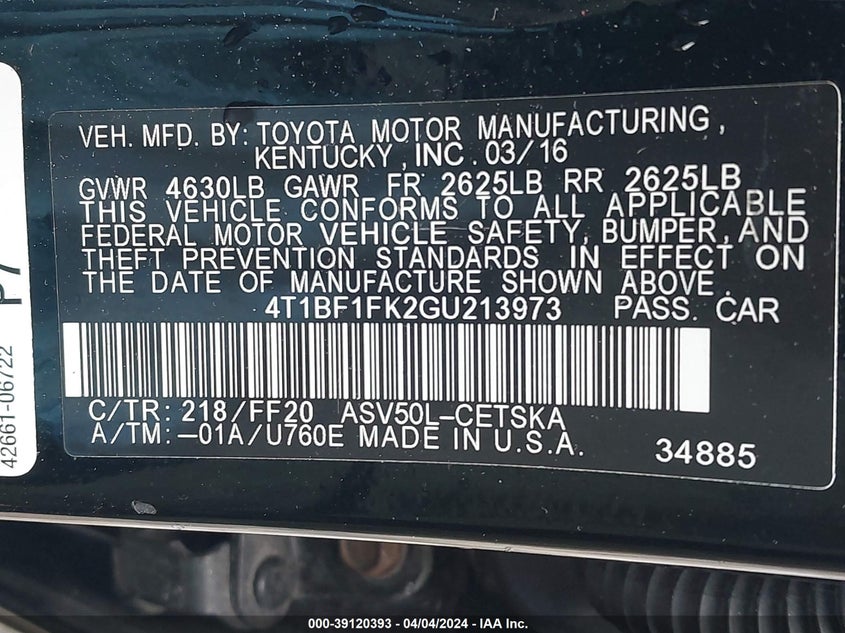 VEH. MFD. BY: TOYOTA MOTOR MANUFACTURING,
KENTUCKY, INC. 03/16
GVWR 4630LB GAWR FR 2625LB RR 2625LB
THIS VEHICLE CONFORMS TO ALL APPLICABLE
FEDERAL MOTOR VEHICLE SAFETY, BUMPER, AND
THEFT PREVENTION STANDARDS IN EFFECT ON
THE DATE OF MANUFACTURE SHOWN ABOVE.
4T1BF1FK2GU213973 PASS. CAR
C/TR: 218/FF20 ASV50L-CETSKA
A/TM: -01A/U760E MADE IN U.S.A.
34885
42661-06722
000-39120393 - 04/04/2024 - IAA Inc.